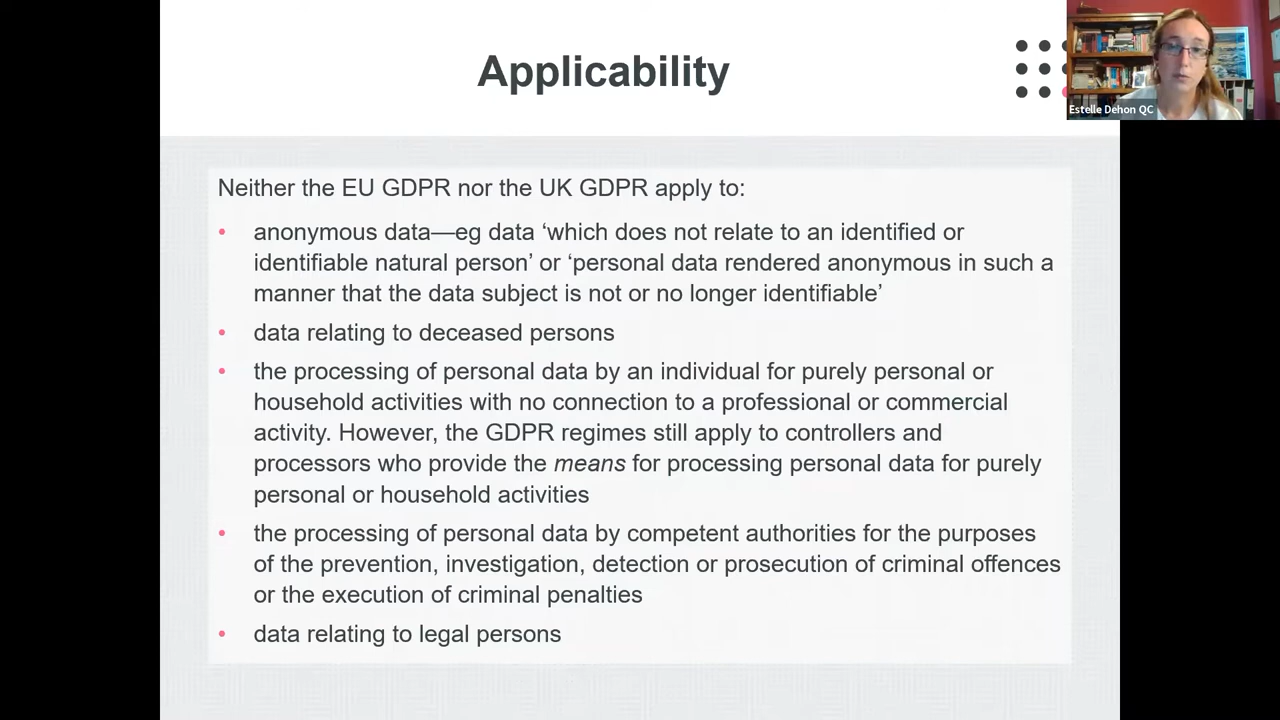 Applicability
Estelle Dehon QC
Neither the EU GDPR nor the UK GDPR apply to:
• anonymous data—eg data ‘which does not relate to an identified or
identifiable natural person’ or ‘personal data rendered anonymous in such a
manner that the data subject is not or no longer identifiable’
• data relating to deceased persons
• the processing of personal data by an individual for purely personal or
household activities with no connection to a professional or commercial
activity. However, the GDPR regimes still apply to controllers and
processors who provide the means for processing personal data for purely
personal or household activities
• the processing of personal data by competent authorities for the purposes
of the prevention, investigation, detection or prosecution of criminal offences
or the execution of criminal penalties
• data relating to legal persons